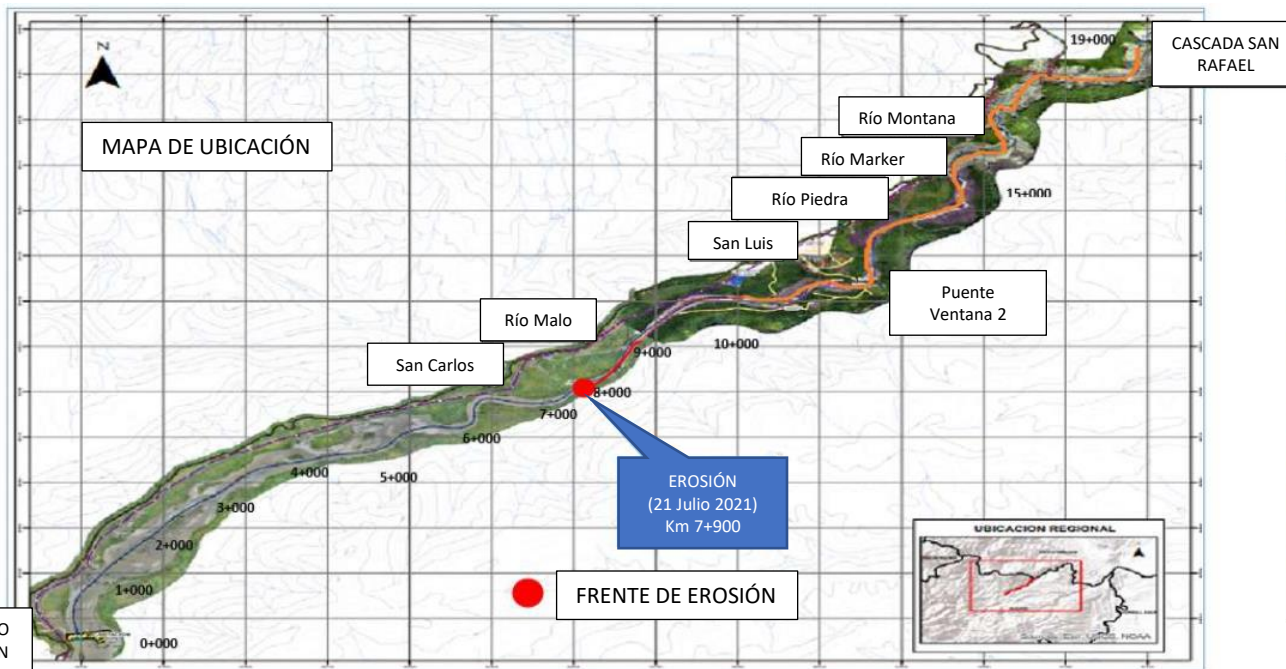 N
19+000
CASCADA SAN
RAFAEL
MAPA DE UBICACIÓN
Río Montana
Río Marker
15+000
Río Piedra
San Luis
Puente
Ventana 2
Río Malo
10+000
9+000
San Carlos
8+000
7+000
6+000
EROSIÓN
(21 Julio 2021)
Km 7+900
4+000
5+000
3+000
2+000
UBICACION REGIONAL
FRENTE DE EROSIÓN
1+000
0+000